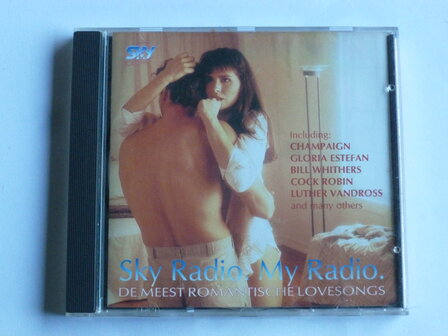 SKY
Including:
CHAMPAIGN
GLORIA ESTEFAN
BILL WHITHERS
COCK ROBIN
LUTHER VANDROSS
and many others
Sky Radio. My Radio.
DE MEEST ROMANTISCHE LOVESONGS